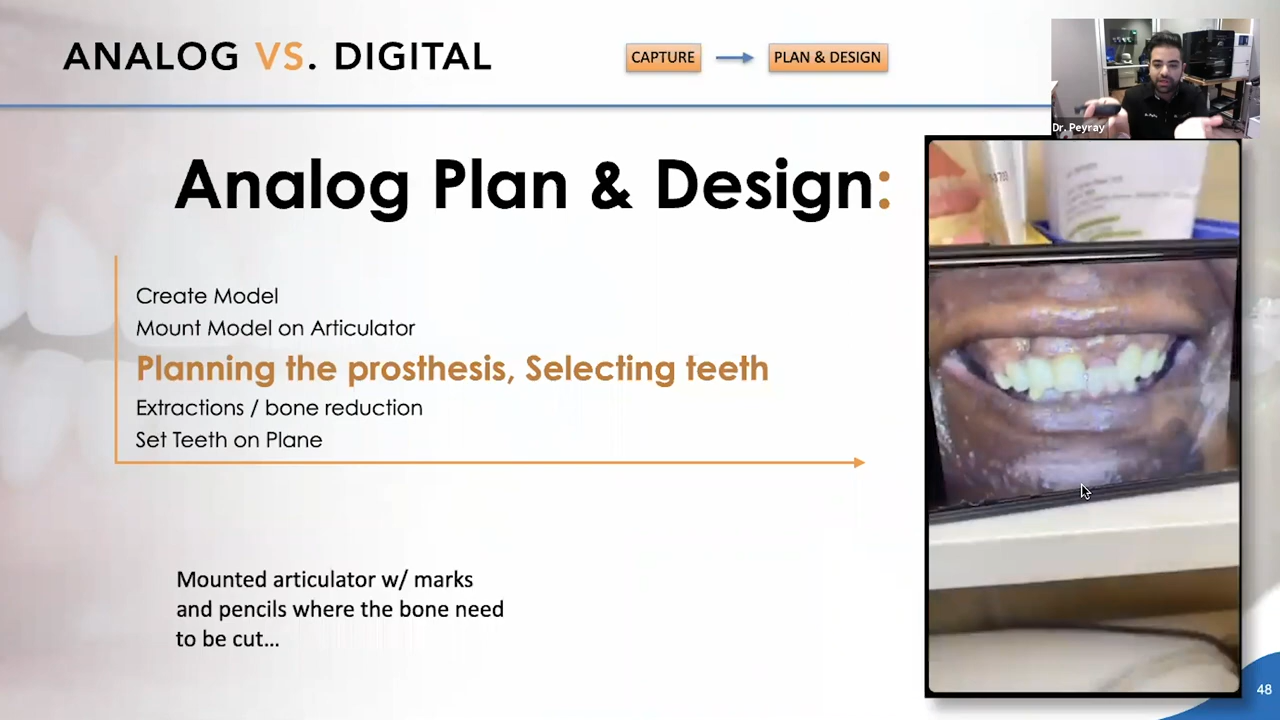 ANALOG VS. DIGITAL
CAPTURE
PLAN & DESIGN
Dr. Peyray
Analog Plan & Design:
Create Model
Mount Model on Articulator
Planning the prosthesis, Selecting teeth
Extractions / bone reduction
Set Teeth on Plane
Mounted articulator w/ marks
and pencils where the bone need
to be cut...
48